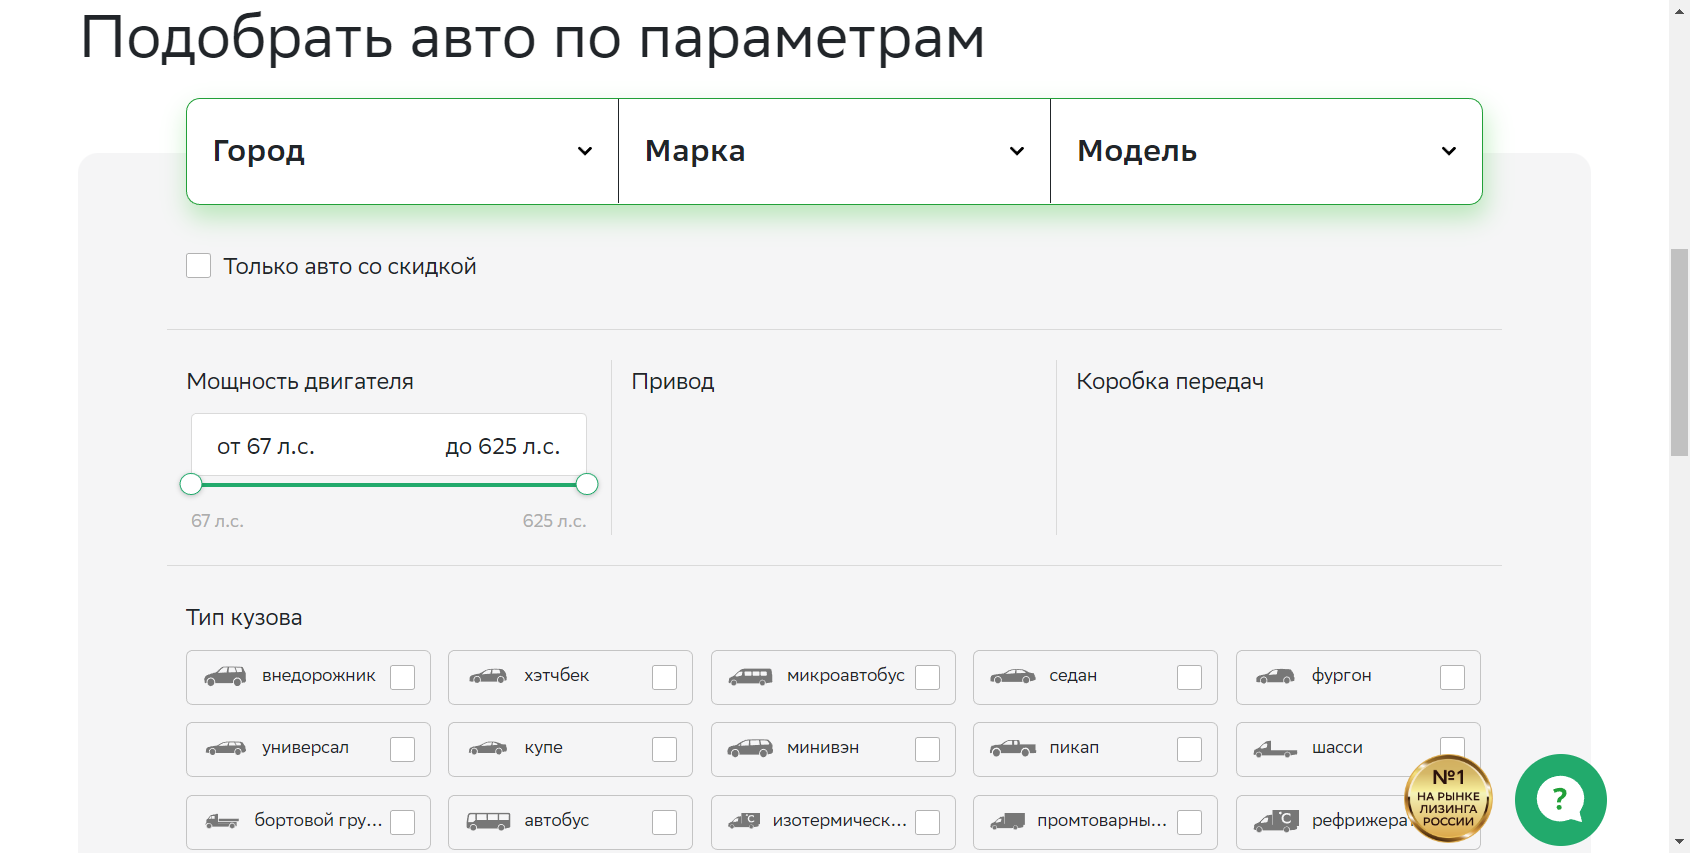 Подобрать авто по параметрам
Город
Марка
Модель
Только авто со скидкой
Мощность двигателя
Привод
Коробка передач
от 67 л.с.
до 625 л.с.
67 л.с.
625 л.с.
Тип кузова
внедорожник
хэтчбек
микроавтобус
седан
фургон
универсал
купе
минивэн
пикап
шасси
бортовой гру...
автобус
изотермическ...
промтоварны...
рефрижерат
№1
НА РЫНКЕ
ЛИЗИНГА
РОССИИ
?